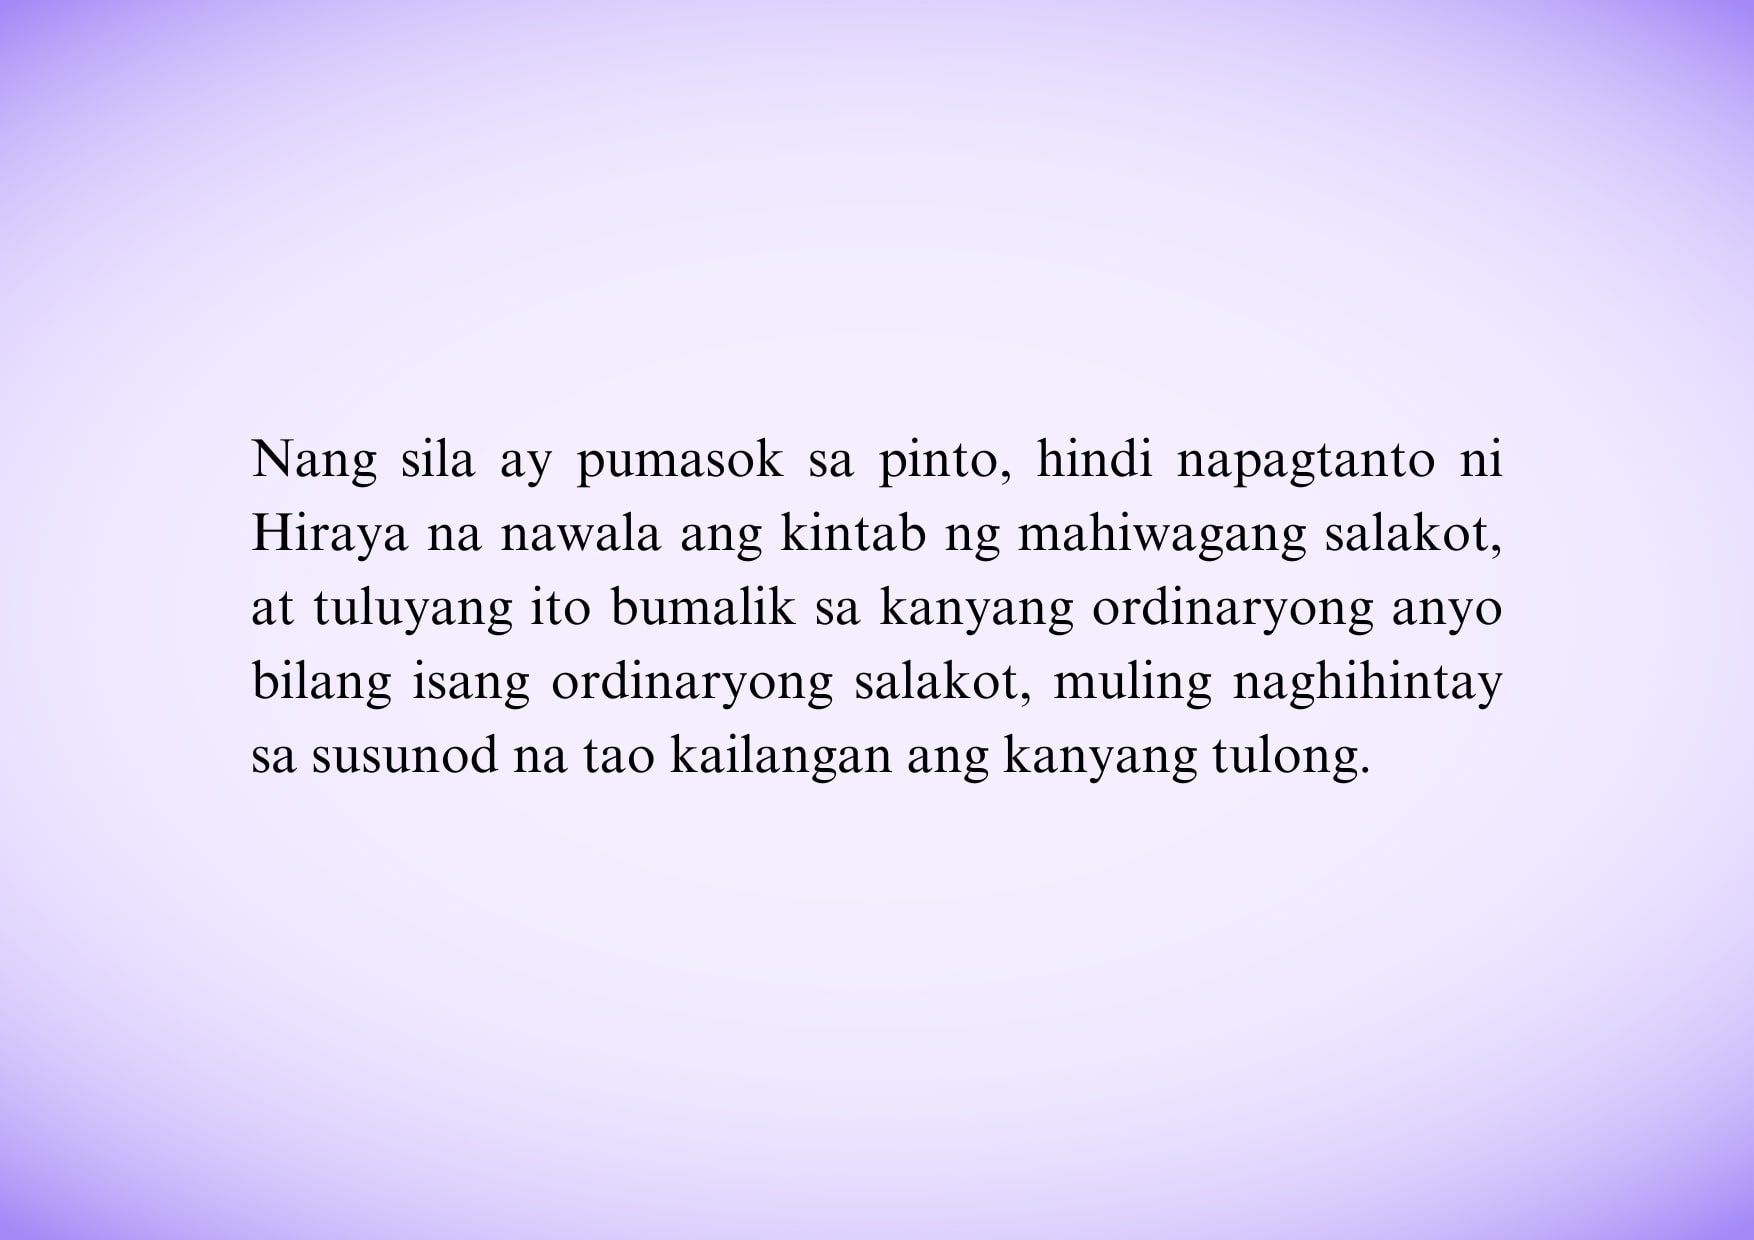 Nang sila ay pumasok sa pinto, hindi napagtanto ni
Hiraya na nawala ang kintab ng mahiwagang salakot,
at tuluyang ito bumalik sa kanyang ordinaryong anyo
bilang isang ordinaryong salakot, muling naghihintay
sa susunod na tao kailangan ang kanyang tulong.